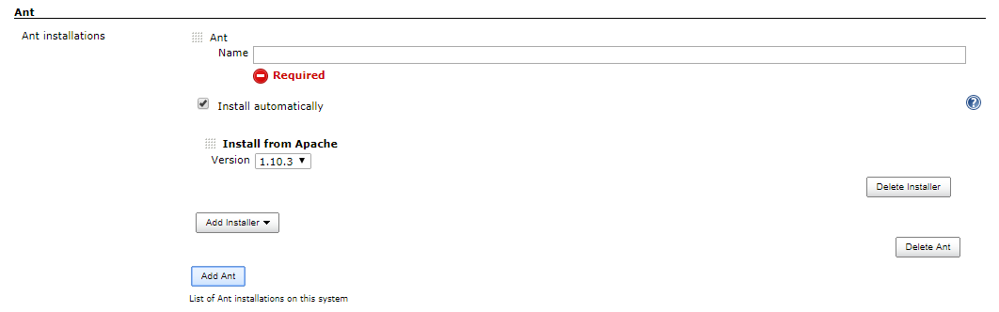 Ant
Ant installations
Ant
Name
Required
Install automatically
Install from Apache
Version 1.10.3
Delete Installer
Add Installer
Delete Ant
Add Ant
List of Ant installations on this system